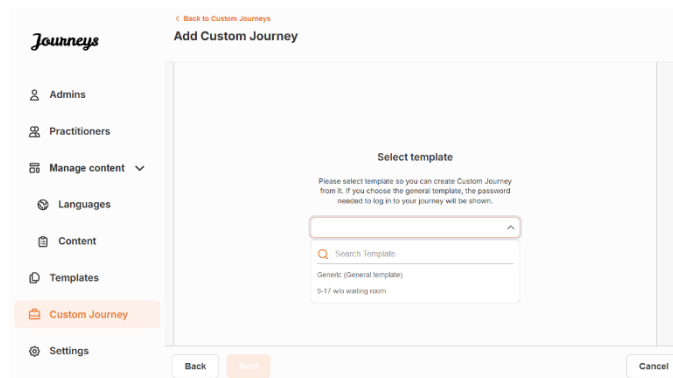 Back to Custom Journeys
Journeys
Add Custom Journey
Admins
Practitioners
Manage content
Languages
Content
Templates
Custom Journey
Settings
Select template
Please select template so you can create Custom Journey
from it. If you choose the general template, the password
needed to log in to your journey will be shown.
Search Template
Generic (General template)
9-17 w/o waiting room
Back
Next
Cancel